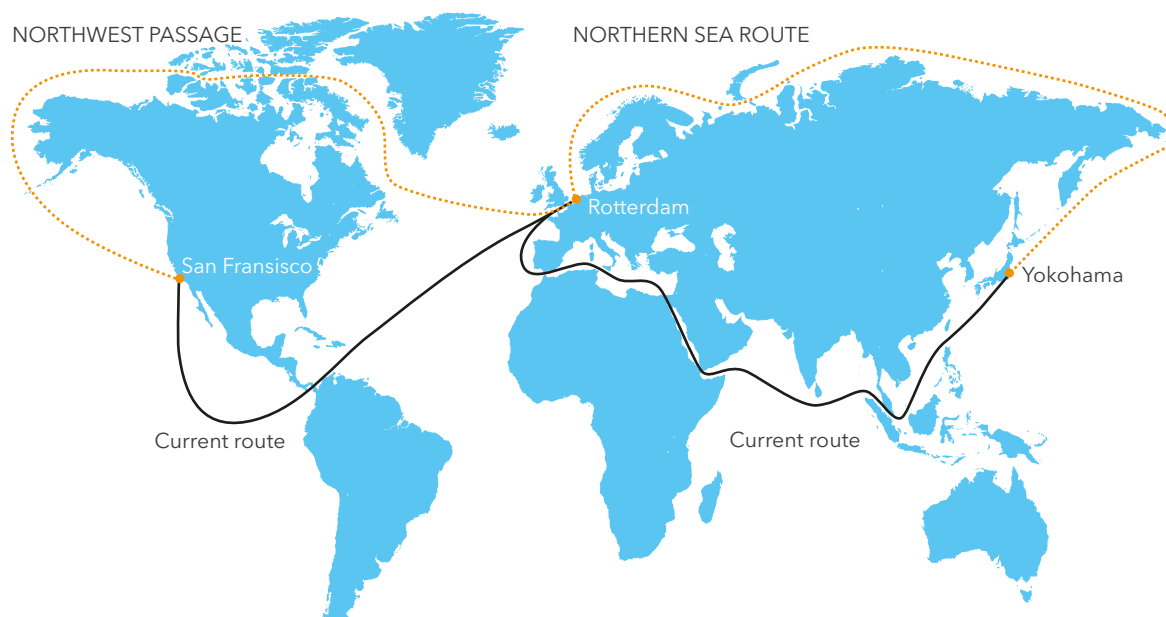 NORTHWEST PASSAGE
NORTHERN SEA ROUTE
Rotterdam
San Fransisco
Yokohama
Current route
Current route